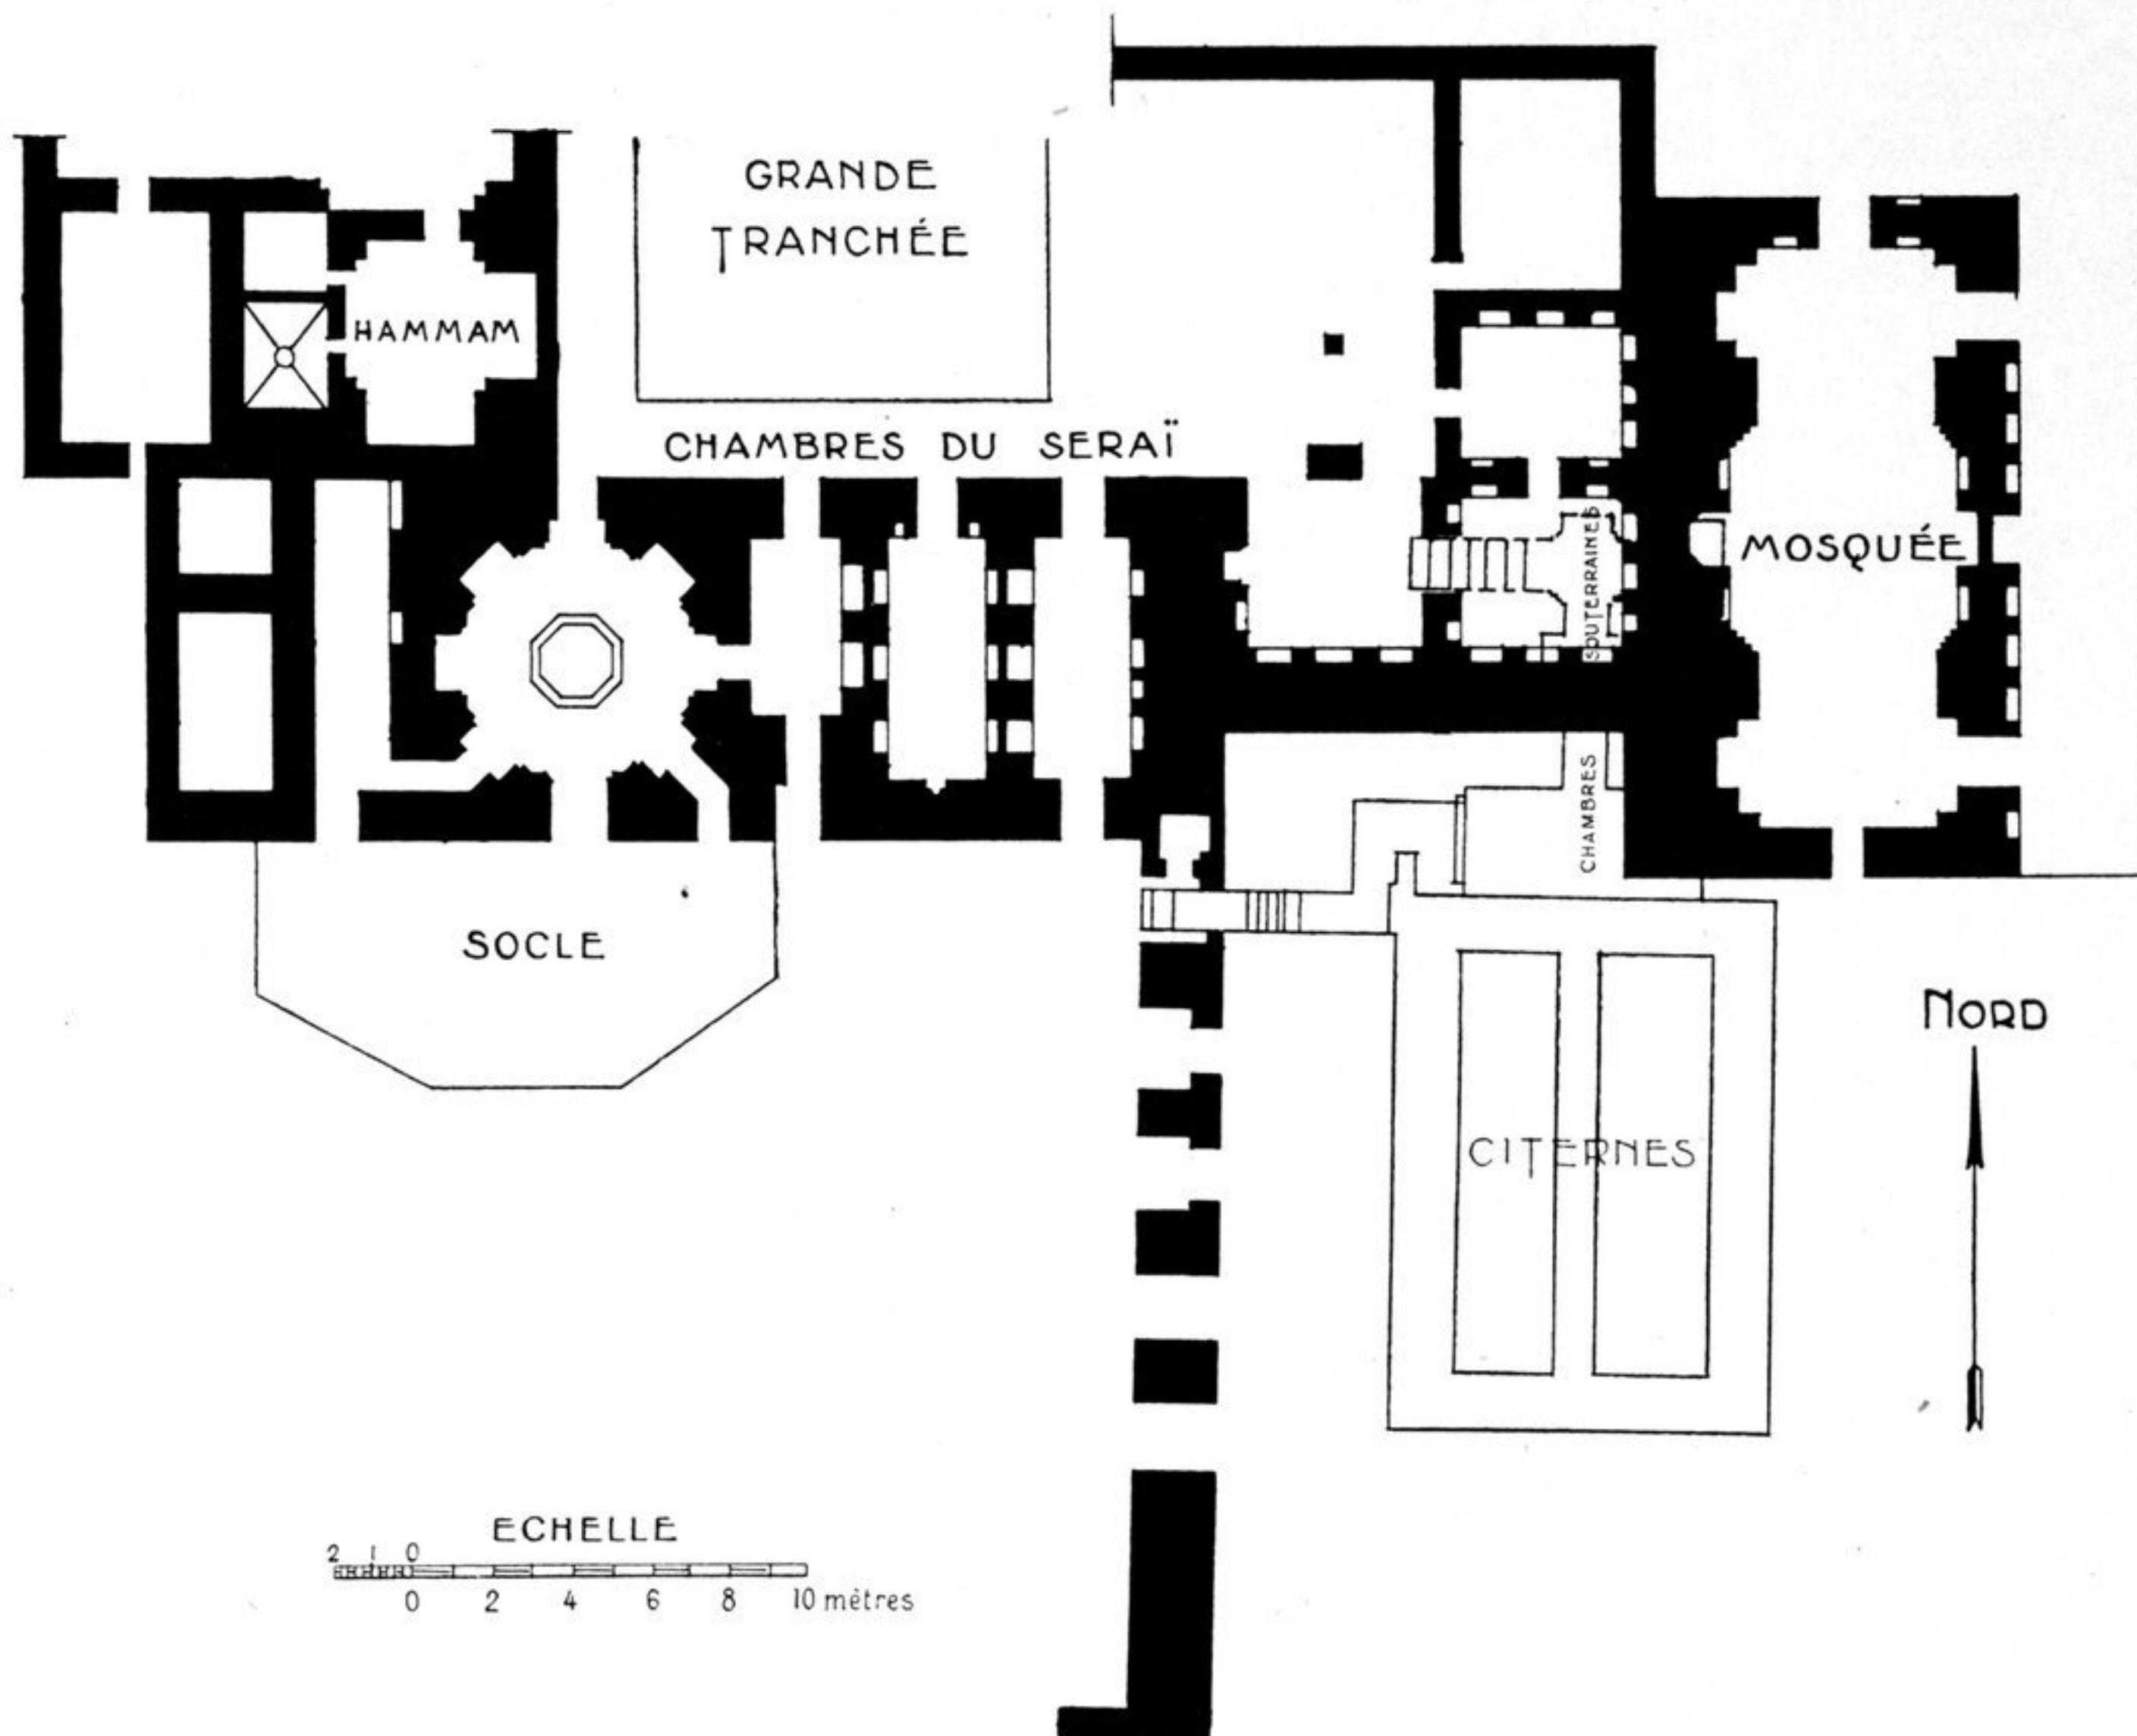 GRANDE
TRANCHÉE
HAMMAM
CHAMBRES DU SERAÏ
MOSQUÉE
SOUTERRAINES
CHAMBRES
SOCLE
NORD
CITERNES
ECHELLE
2 1 0
0 2 4 6 8 10 mètres